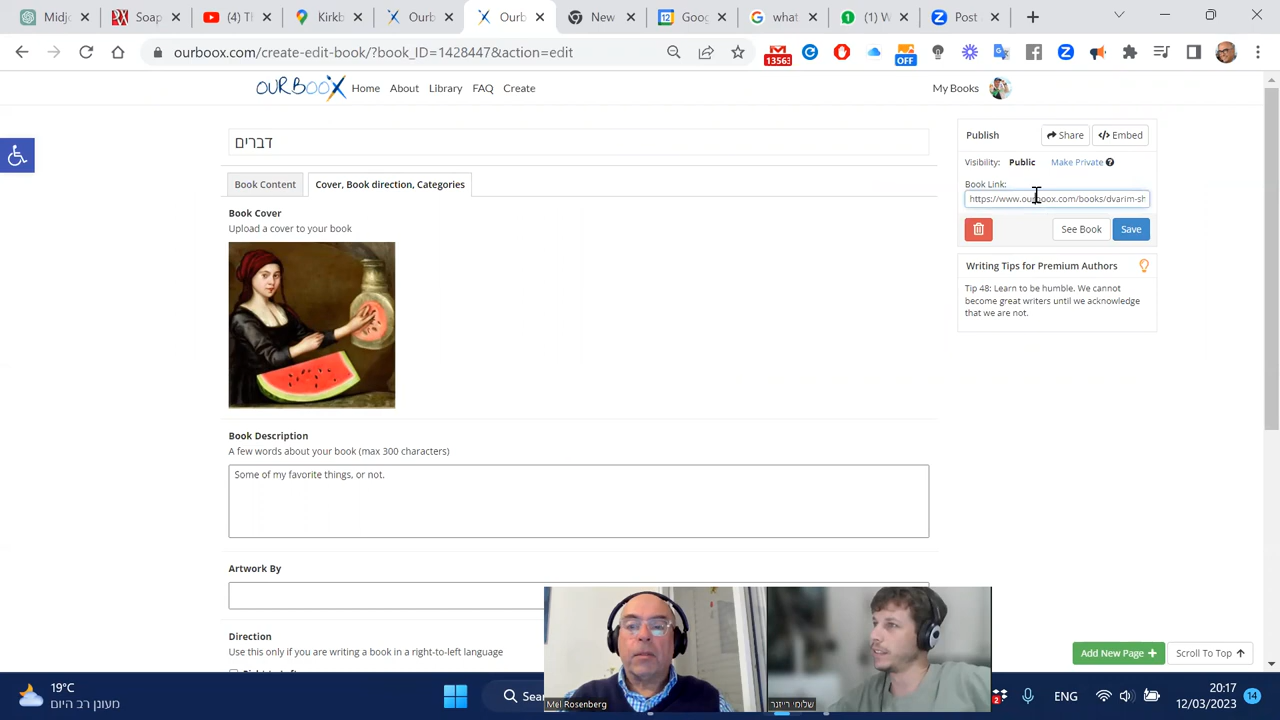 Midj
Soap
(4) T
Kirkb
Ourb
Ourb
New
Goog
what
(1) W
Post
ourboox.com/create-edit-book/?book_ID=1428447&action=edit
13563
OFF
OURBOOX
Home
About
Library
FAQ
Create
My Books
דברים
Publish
Share
</> Embed
Visibility: Public Make Private
Book Link:
https://www.ourboox.com/books/dvarim-sh
See Book
Save
Book Content
Cover, Book direction, Categories
Book Cover
Upload a cover to your book
Writing Tips for Premium Authors
Tip 48: Learn to be humble. We cannot
become great writers until we acknowledge
that we are not.
Book Description
A few words about your book (max 300 characters)
Some of my favorite things, or not.
Artwork By
Direction
Use this only if you are writing a book in a right-to-left language
Add New Page +
Scroll To Top
Mel Rosenberg
שלומי רייזנר
19°C
מעונן רב היום
Sear
ENG
20:17
12/03/2023
14